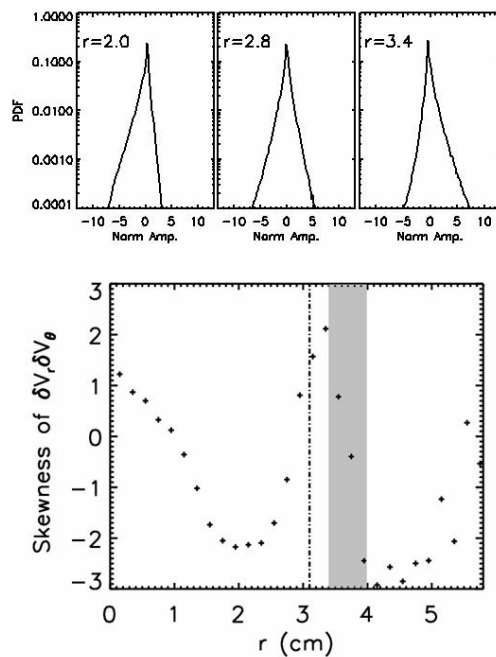 1.0000
0.1000
0.0100
0.0010
0.0001
PDF
r=2.0
r=2.8
r=3.4
-10 -5 0 5 10
-10 -5 0 5 10
-10 -5 0 5 10
Norm Amp.
Norm Amp.
Norm Amp.
3
2
1
0
-1
-2
-3
Skewness of δVrδVθ
0 1 2 3 4 5
r (cm)